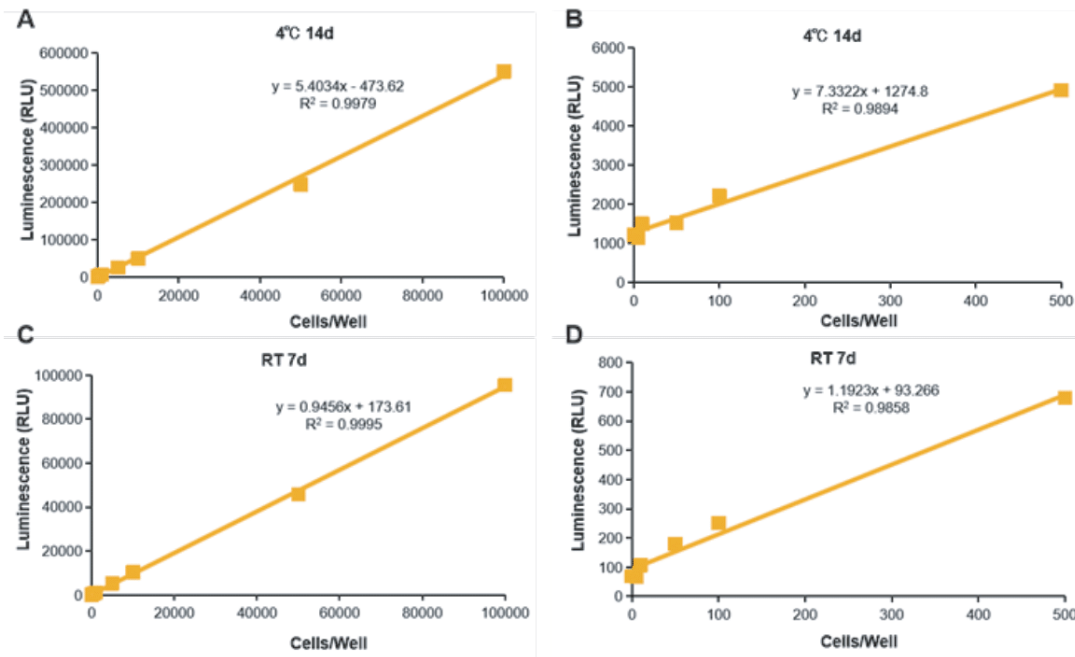 A
4℃ 14d
Luminescence (RLU)
600000
500000
400000
300000
200000
100000
0
y = 5.4034x - 473.62
R² = 0.9979
0 20000 40000 60000 80000 100000
Cells/Well
B
4℃ 14d
Luminescence (RLU)
6000
5000
4000
3000
2000
1000
0
y = 7.3322x + 1274.8
R² = 0.9894
0 100 200 300 400 500
Cells/Well
C
RT 7d
Luminescence (RLU)
100000
80000
60000
40000
20000
0
y = 0.9456x + 173.61
R² = 0.9995
0 20000 40000 60000 80000 100000
Cells/Well
D
RT 7d
Luminescence (RLU)
800
700
600
500
400
300
200
100
0
y = 1.1923x + 93.266
R² = 0.9858
0 100 200 300 400 500
Cells/Well